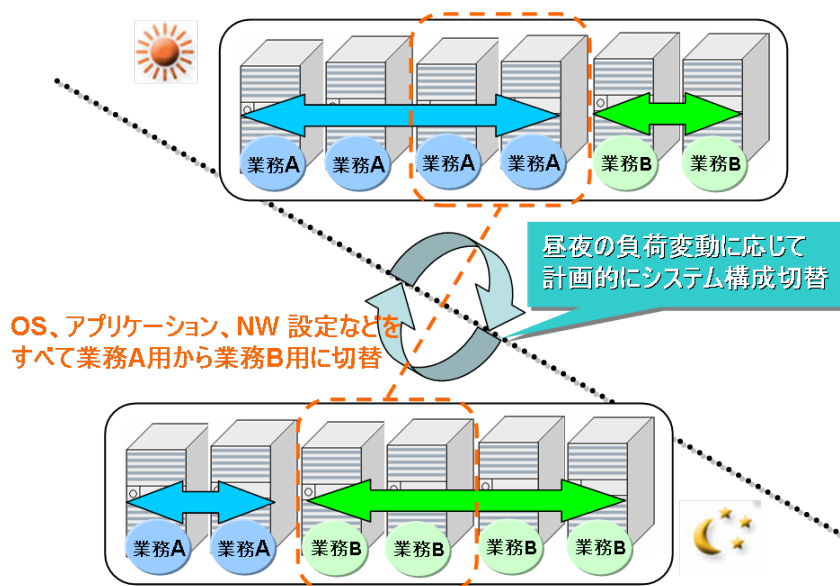 業務A
業務A
業務A
業務A
業務B
業務B
昼夜の負荷変動に応じて
計画的にシステム構成切替
OS、アプリケーション、NW 設定などを
すべて業務A用から業務B用に切替
業務A
業務A
業務B
業務B
業務B
業務B